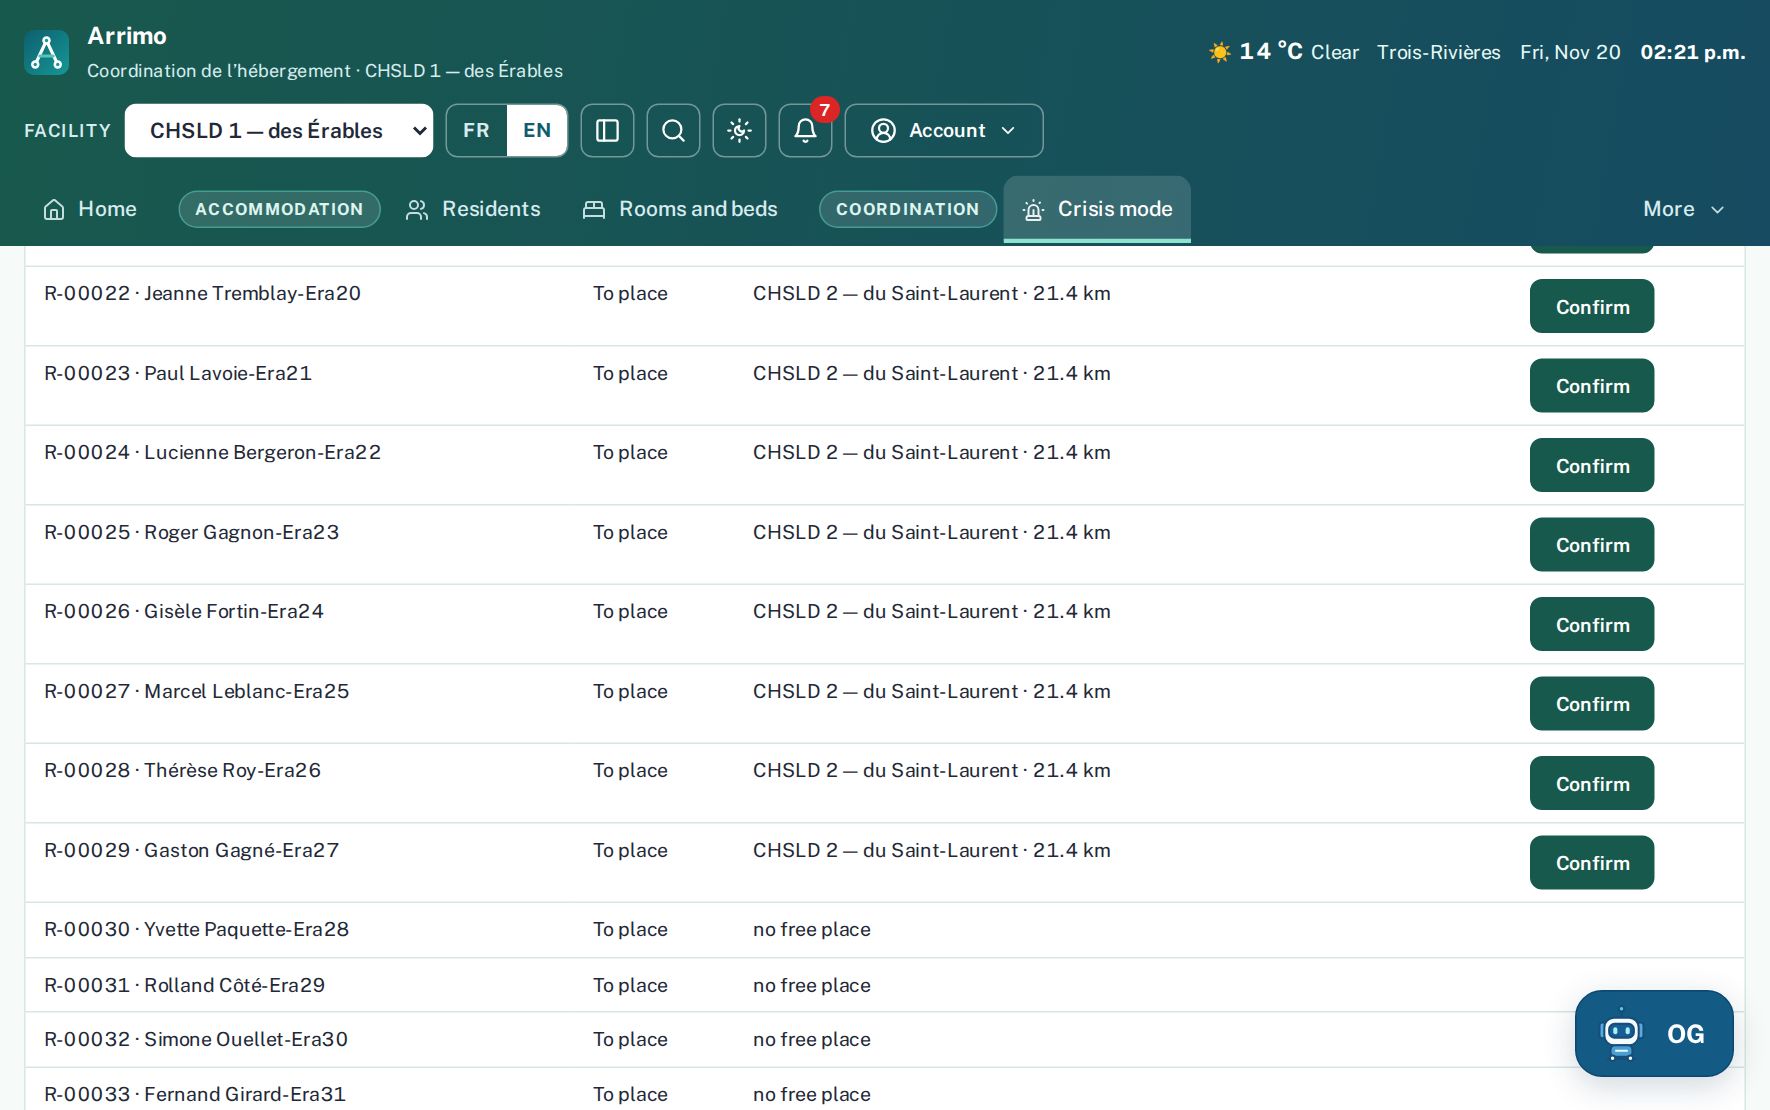 Arrimo
Coordination de l'hébergement · CHSLD 1 — des Érables
14 °C Clear Trois-Rivières Fri, Nov 20 02:21 p.m.
FACILITY CHSLD 1 — des Érables FR EN 7 Account
Home ACCOMMODATION Residents Rooms and beds COORDINATION Crisis mode More
R-00022 · Jeanne Tremblay-Era20 To place CHSLD 2 — du Saint-Laurent · 21.4 km Confirm
R-00023 · Paul Lavoie-Era21 To place CHSLD 2 — du Saint-Laurent · 21.4 km Confirm
R-00024 · Lucienne Bergeron-Era22 To place CHSLD 2 — du Saint-Laurent · 21.4 km Confirm
R-00025 · Roger Gagnon-Era23 To place CHSLD 2 — du Saint-Laurent · 21.4 km Confirm
R-00026 · Gisèle Fortin-Era24 To place CHSLD 2 — du Saint-Laurent · 21.4 km Confirm
R-00027 · Marcel Leblanc-Era25 To place CHSLD 2 — du Saint-Laurent · 21.4 km Confirm
R-00028 · Thérèse Roy-Era26 To place CHSLD 2 — du Saint-Laurent · 21.4 km Confirm
R-00029 · Gaston Gagné-Era27 To place CHSLD 2 — du Saint-Laurent · 21.4 km Confirm
R-00030 · Yvette Paquette-Era28 To place no free place
R-00031 · Rolland Côté-Era29 To place no free place
R-00032 · Simone Ouellet-Era30 To place no free place
R-00033 · Fernand Girard-Era31 To place no free place
OG